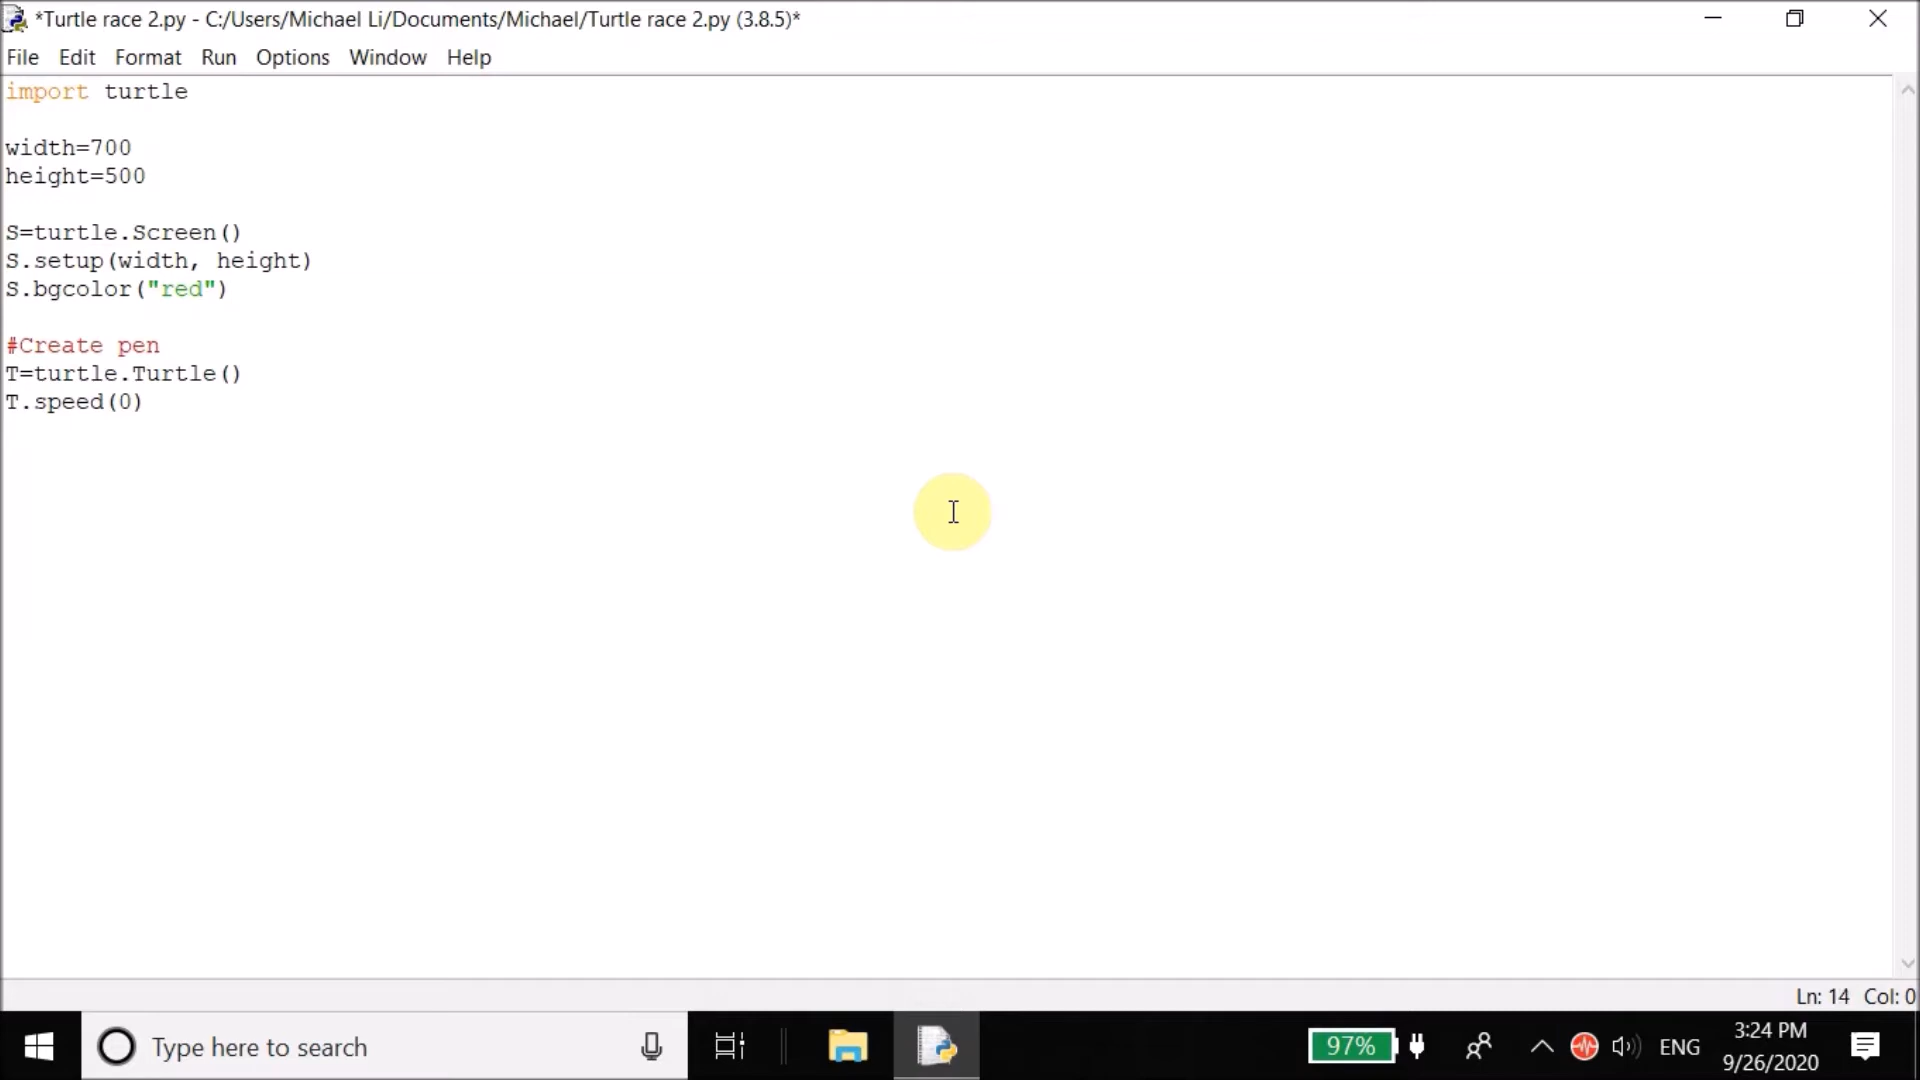 *Turtle race 2.py - C:/Users/Michael Li/Documents/Michael/Turtle race 2.py (3.8.5)*
File Edit Format Run Options Window Help
import turtle
width=700
height=500
S=turtle.Screen()
S.setup(width, height)
S.bgcolor("red")
#Create pen
T=turtle.Turtle()
T.speed(0)
Ln: 14 Col: 0
Type here to search
97%
ENG
3:24 PM
9/26/2020